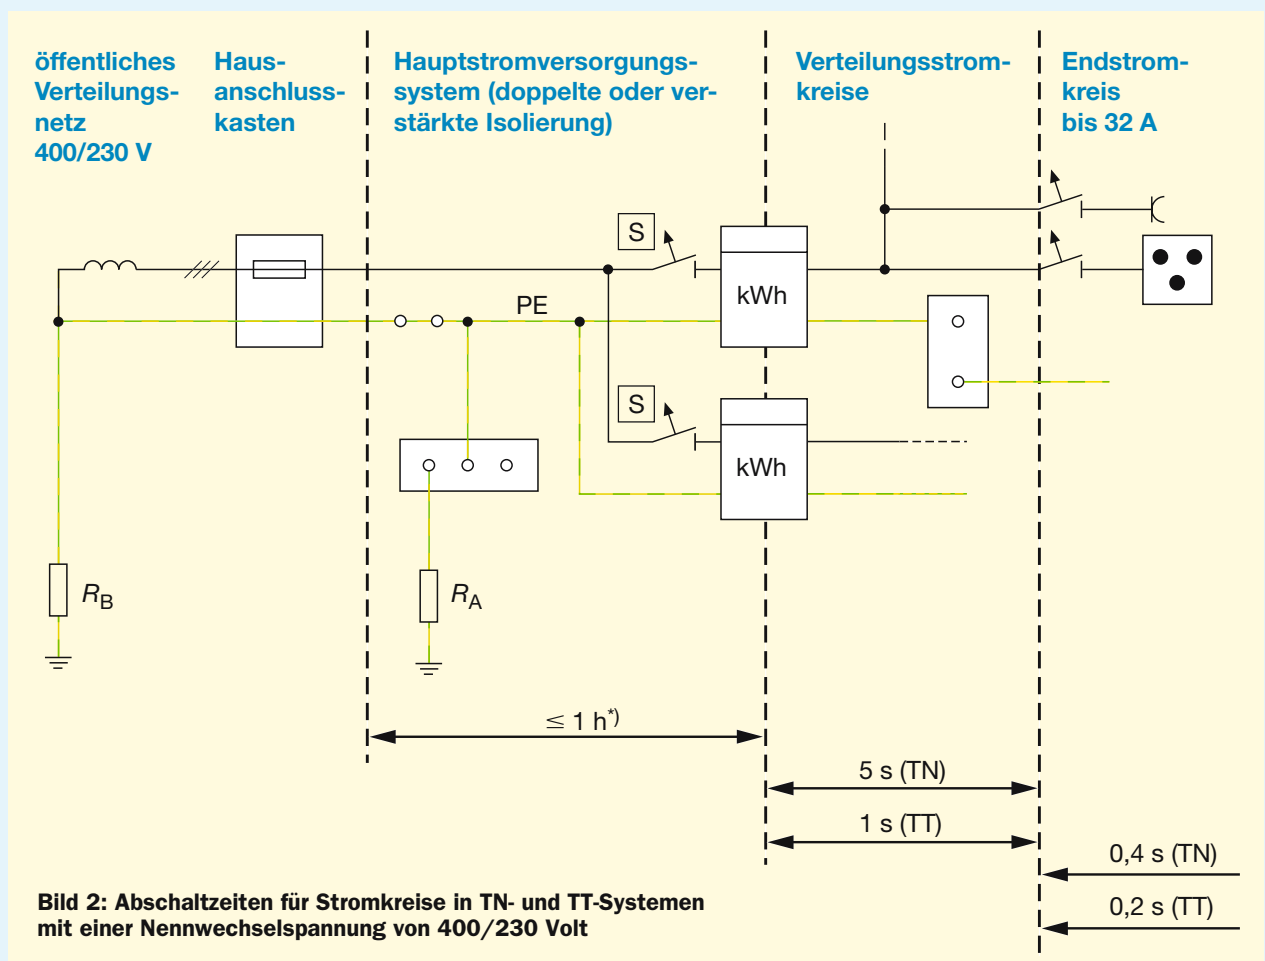 öffentliches
Verteilungs-
netz
400/230 V
Haus-
anschluss-
kasten
Hauptstromversorgungs-
system (doppelte oder ver-
stärkte Isolierung)
Verteilungsstrom-
kreise
Endstrom-
kreis
bis 32 A
S
kWh
PE
S
kWh
RB
RA
≦ 1 h*)
5 s (TN)
1 s (TT)
0,4 s (TN)
0,2 s (TT)
Bild 2: Abschaltzeiten für Stromkreise in TN- und TT-Systemen
mit einer Nennwechselspannung von 400/230 Volt